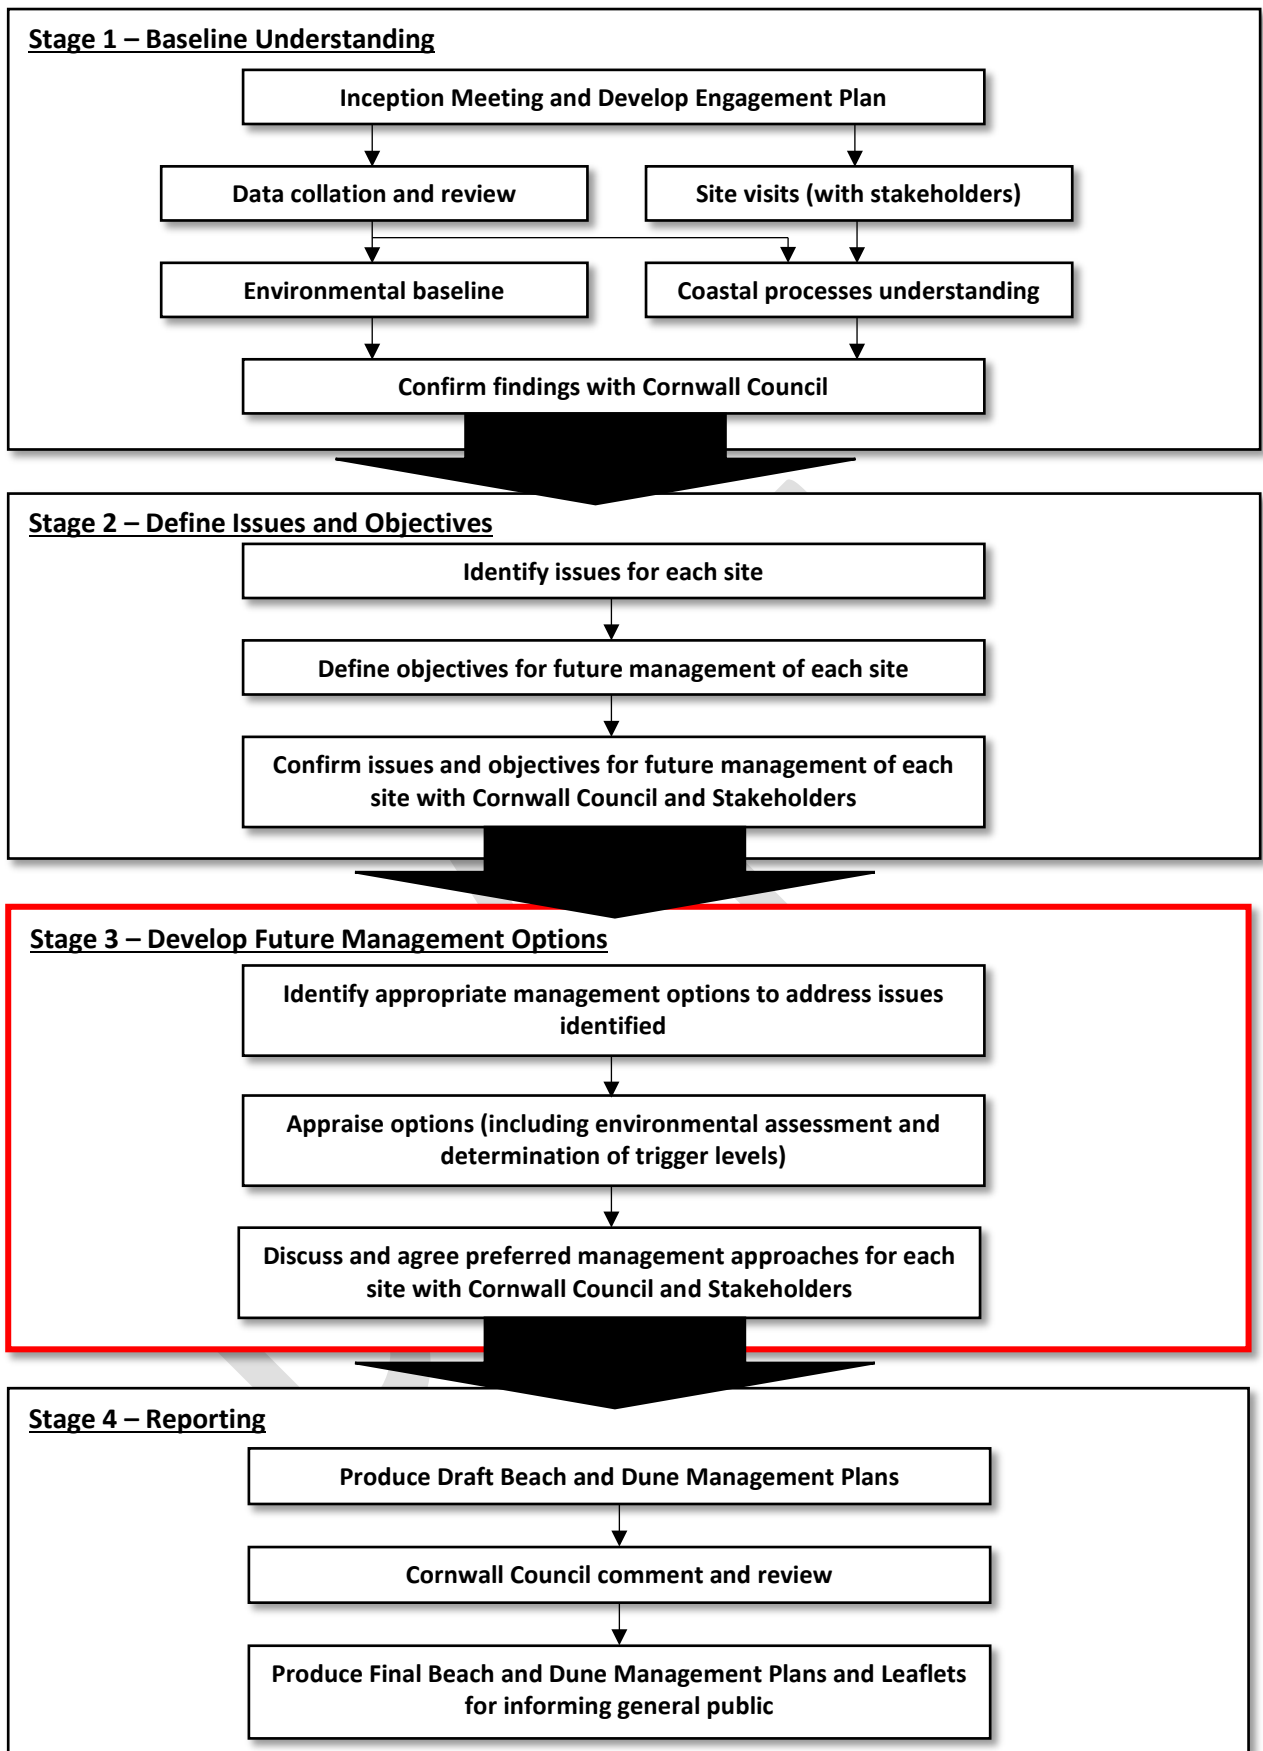 Stage 1 – Baseline Understanding
Inception Meeting and Develop Engagement Plan
Data collation and review
Site visits (with stakeholders)
Environmental baseline
Coastal processes understanding
Confirm findings with Cornwall Council
Stage 2 – Define Issues and Objectives
Identify issues for each site
Define objectives for future management of each site
Confirm issues and objectives for future management of each
site with Cornwall Council and Stakeholders
Stage 3 – Develop Future Management Options
Identify appropriate management options to address issues
identified
Appraise options (including environmental assessment and
determination of trigger levels)
Discuss and agree preferred management approaches for each
site with Cornwall Council and Stakeholders
Stage 4 – Reporting
Produce Draft Beach and Dune Management Plans
Cornwall Council comment and review
Produce Final Beach and Dune Management Plans and Leaflets
for informing general public